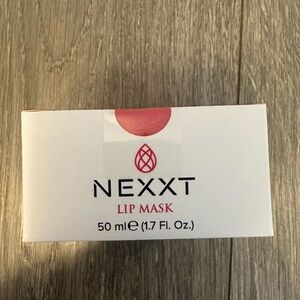 NEXXT
LIP MASK
50 ml℮ (1.7 Fl. Oz.)